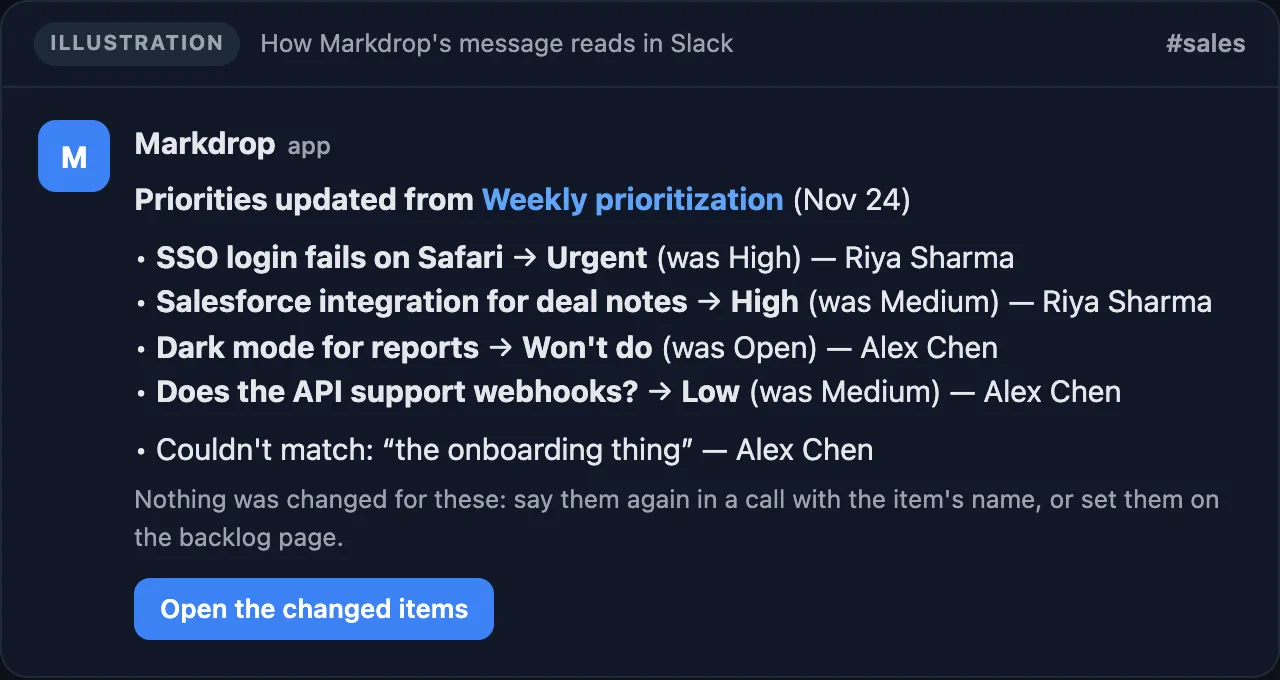 ILLUSTRATION How Markdrop's message reads in Slack #sales
M
Markdrop app
Priorities updated from Weekly prioritization (Nov 24)
• SSO login fails on Safari → Urgent (was High) — Riya Sharma
• Salesforce integration for deal notes → High (was Medium) — Riya Sharma
• Dark mode for reports → Won't do (was Open) — Alex Chen
• Does the API support webhooks? → Low (was Medium) — Alex Chen
• Couldn't match: “the onboarding thing” — Alex Chen
Nothing was changed for these: say them again in a call with the item's name, or set them on
the backlog page.
Open the changed items